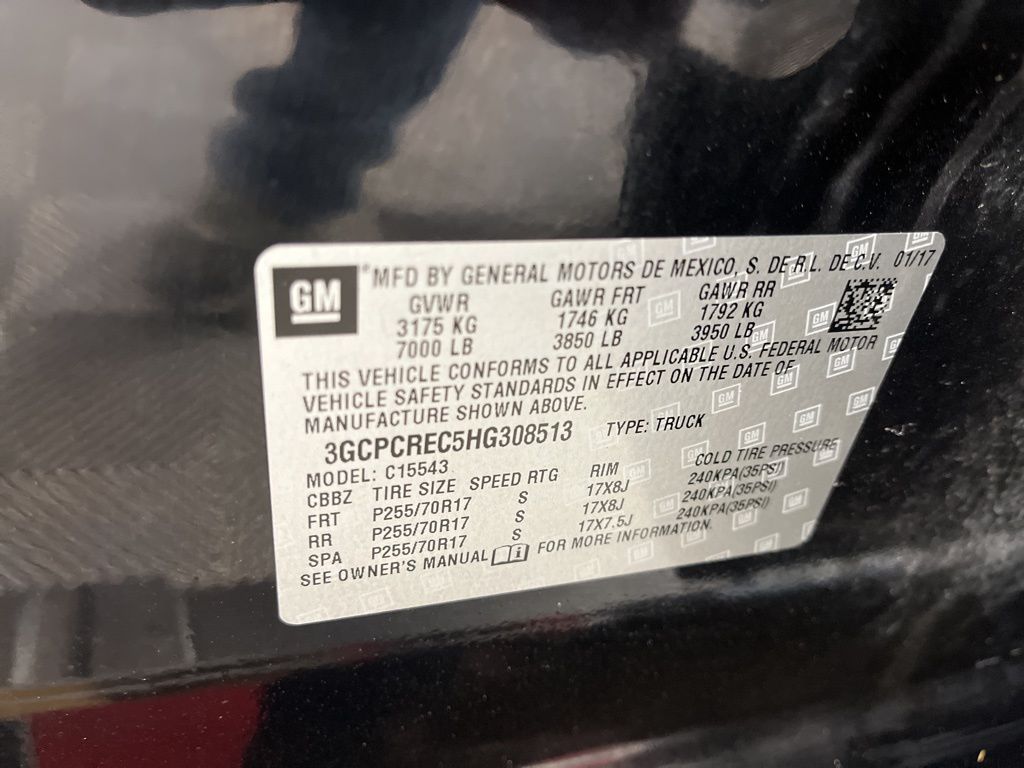 GM
MFD BY GENERAL MOTORS DE MEXICO, S. DE R.L. DE C.V. 01/17
GVWR GAWR FRT GAWR RR
3175 KG 1746 KG 1792 KG
7000 LB 3850 LB 3950 LB
THIS VEHICLE CONFORMS TO ALL APPLICABLE U.S. FEDERAL MOTOR
VEHICLE SAFETY STANDARDS IN EFFECT ON THE DATE OF
MANUFACTURE SHOWN ABOVE.
3GCPCREC5HG308513 TYPE: TRUCK
MODEL: C15543
CBBZ TIRE SIZE SPEED RTG RIM COLD TIRE PRESSURE
FRT P255/70R17 S 17X8J 240KPA(35PSI)
RR P255/70R17 S 17X8J 240KPA(35PSI)
SPA P255/70R17 S 17X7.5J 240KPA(35PSI)
SEE OWNER'S MANUAL FOR MORE INFORMATION.